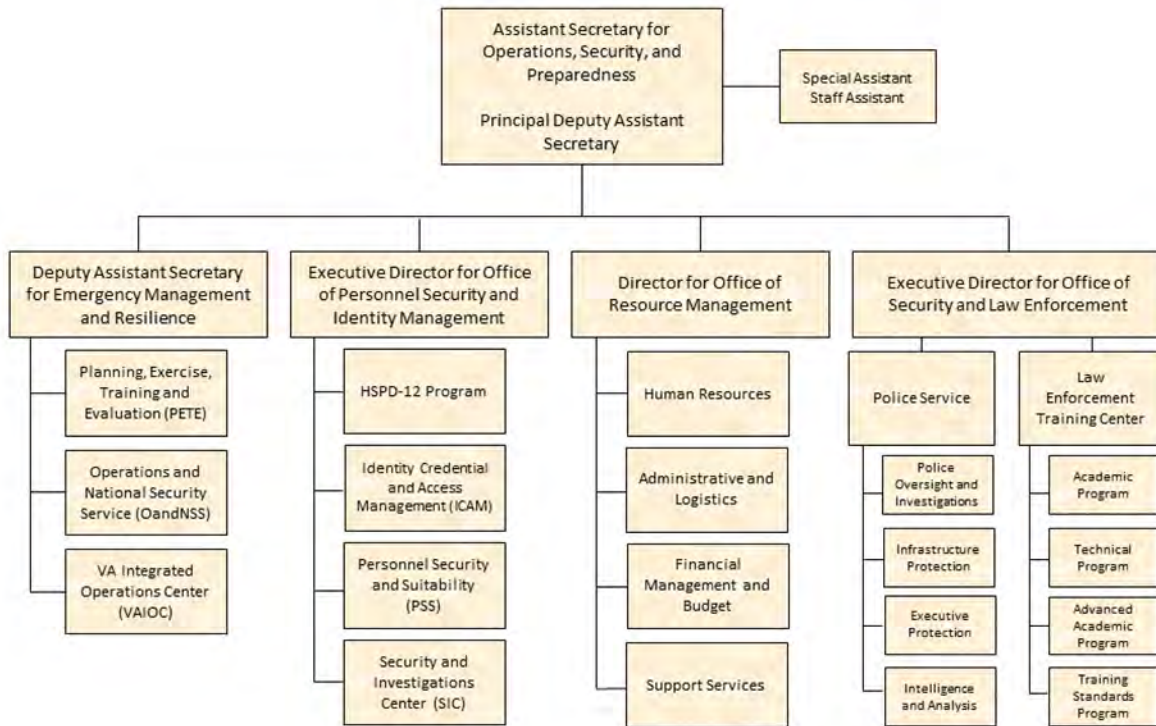 Assistant Secretary for
Operations, Security, and
Preparedness
Principal Deputy Assistant
Secretary
Special Assistant
Staff Assistant
Deputy Assistant Secretary
for Emergency Management
and Resilience
Planning, Exercise,
Training and
Evaluation (PETE)
Operations and
National Security
Service (OandNSS)
VA Integrated
Operations Center
(VAIOC)
Executive Director for Office
of Personnel Security and
Identity Management
HSPD-12 Program
Identity Credential
and Access
Management (ICAM)
Personnel Security
and Suitability
(PSS)
Security and
Investigations
Center (SIC)
Director for Office of
Resource Management
Human Resources
Administrative and
Logistics
Financial
Management and
Budget
Support Services
Executive Director for Office of
Security and Law Enforcement
Police Service
Police
Oversight and
Investigations
Infrastructure
Protection
Executive
Protection
Intelligence
and Analysis
Law
Enforcement
Training Center
Academic
Program
Technical
Program
Advanced
Academic
Program
Training
Standards
Program